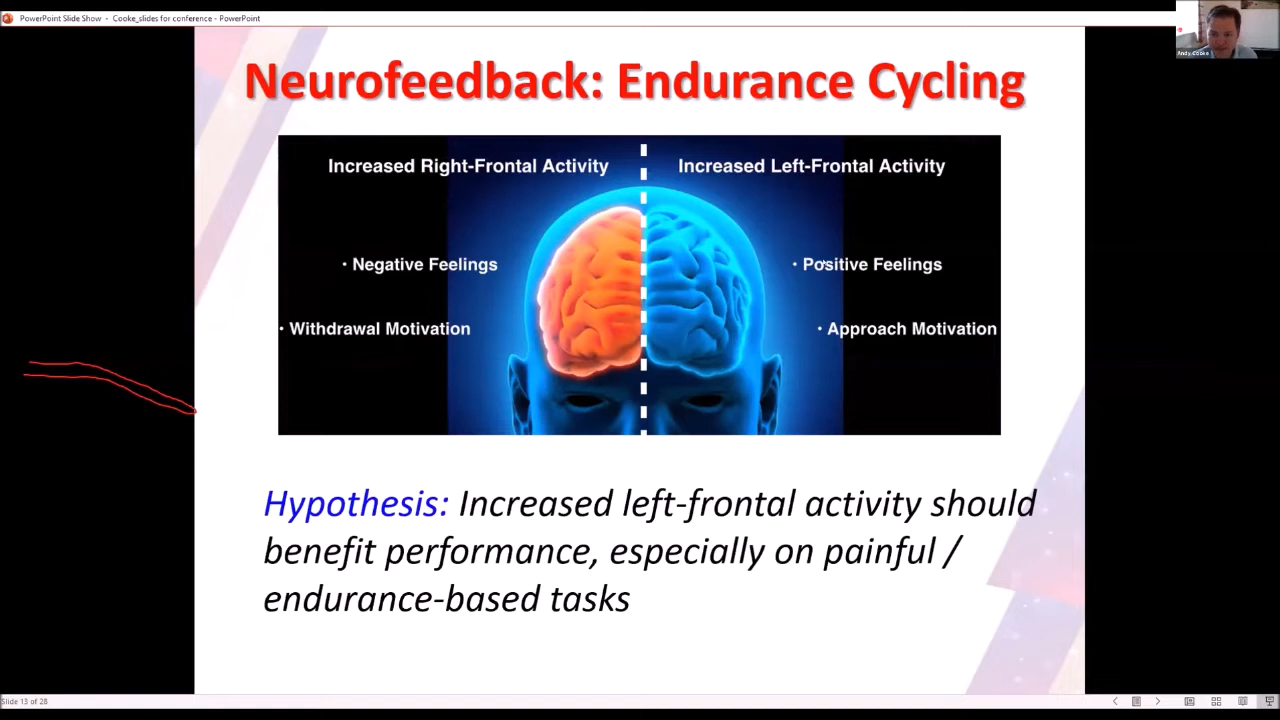 PowerPoint Slide Show - Cooke_slides for conference - PowerPoint
Andy Cooke
Neurofeedback: Endurance Cycling
Increased Right-Frontal Activity
Increased Left-Frontal Activity
· Negative Feelings
· Positive Feelings
· Withdrawal Motivation
· Approach Motivation
Hypothesis: Increased left-frontal activity should
benefit performance, especially on painful /
endurance-based tasks
Slide 13 of 28